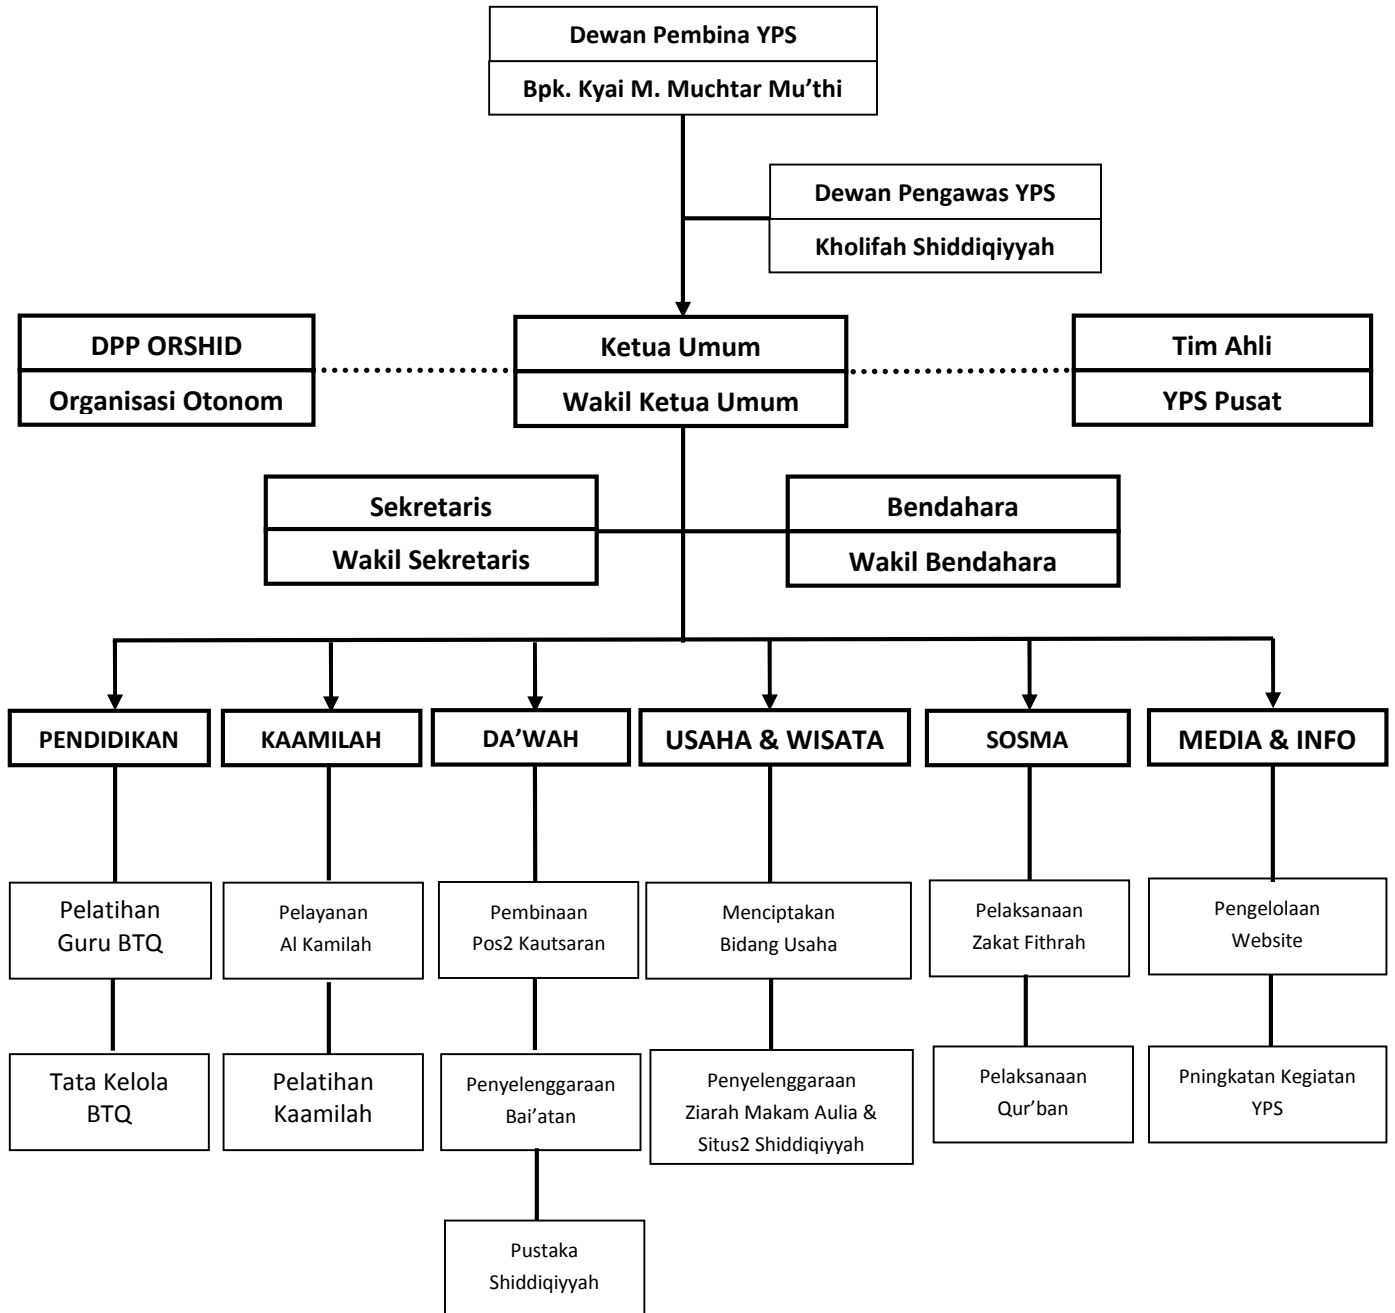 Dewan Pembina YPS
Bpk. Kyai M. Muchtar Mu’thi
Dewan Pengawas YPS
Kholifah Shiddiqiyyah
DPP ORSHID
Organisasi Otonom
Ketua Umum
Wakil Ketua Umum
Tim Ahli
YPS Pusat
Sekretaris
Wakil Sekretaris
Bendahara
Wakil Bendahara
PENDIDIKAN
KAAMILAH
DA’WAH
USAHA & WISATA
SOSMA
MEDIA & INFO
Pelatihan
Guru BTQ
Pelayanan
Al Kamilah
Pembinaan
Pos2 Kautsaran
Menciptakan
Bidang Usaha
Pelaksanaan
Zakat Fithrah
Pengelolaan
Website
Tata Kelola
BTQ
Pelatihan
Kaamilah
Penyelenggaraan
Bai’atan
Penyelenggaraan
Ziarah Makam Aulia &
Situs2 Shiddiqiyyah
Pelaksanaan
Qur’ban
Pningkatan Kegiatan
YPS
Pustaka
Shiddiqiyyah